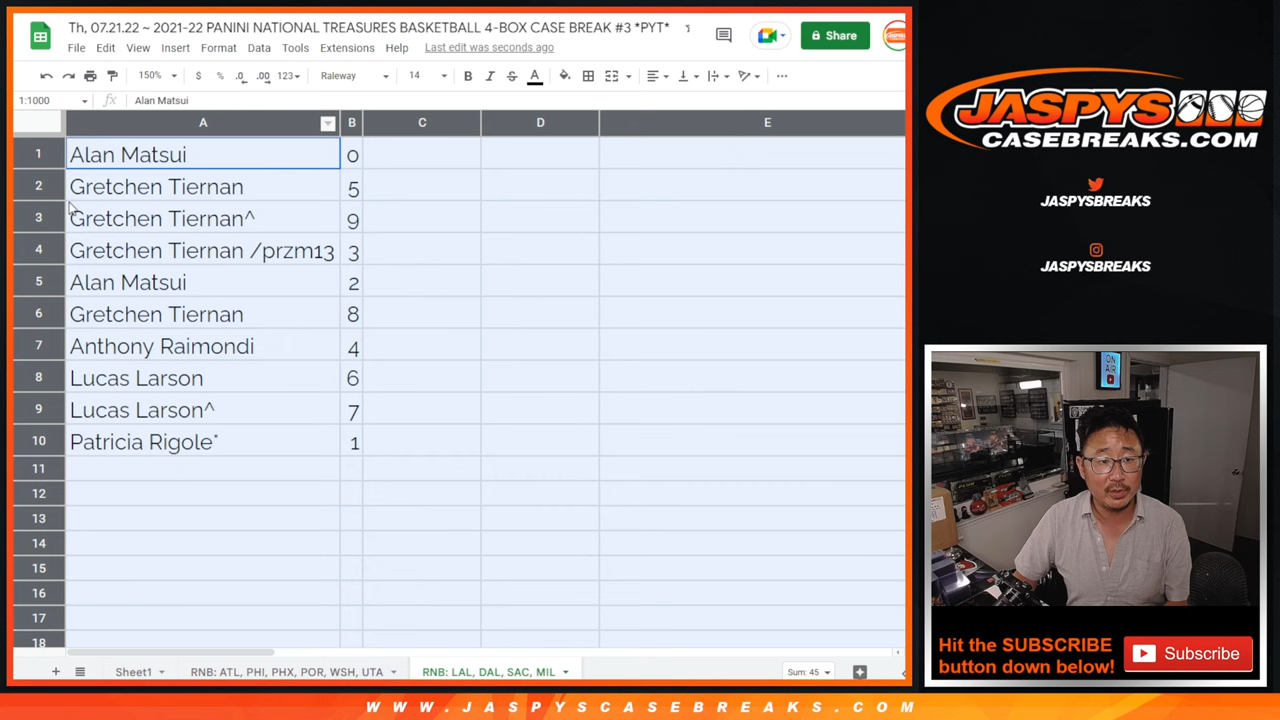 Th, 07.21.22 ~ 2021-22 PANINI NATIONAL TREASURES BASKETBALL 4-BOX CASE BREAK #3 *PYT*
File Edit View Insert Format Data Tools Extensions Help Last edit was seconds ago
Share
150% $ % .0 .00 123 Raleway 14 B I S A
1:1000 fx Alan Matsui
A B C D E
1 Alan Matsui 0
2 Gretchen Tiernan 5
3 Gretchen Tiernan^ 9
4 Gretchen Tiernan /przm13 3
5 Alan Matsui 2
6 Gretchen Tiernan 8
7 Anthony Raimondi 4
8 Lucas Larson 6
9 Lucas Larson^ 7
10 Patricia Rigole* 1
11
12
13
14
15
16
17
18
+ Sheet1 RNB: ATL, PHI, PHX, POR, WSH, UTA RNB: LAL, DAL, SAC, MIL Sum: 45
JASPYS
CASEBREAKS.COM
JASPYSBREAKS
JASPYSBREAKS
ON
AIR
Hit the SUBSCRIBE
button down below!
Subscribe
WWW.JASPYSCASEBREAKS.COM